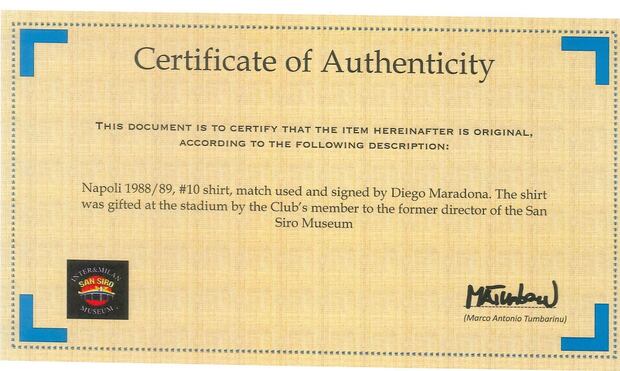 Certificate of Authenticity
THIS DOCUMENT IS TO CERTIFY THAT THE ITEM HEREINAFTER IS ORIGINAL,
ACCORDING TO THE FOLLOWING DESCRIPTION:
Napoli 1988/89, #10 shirt, match used and signed by Diego Maradona. The shirt
was gifted at the stadium by the Club's member to the former director of the San
Siro Museum
INTER&MILAN
SAN SIRO
MUSEUM
(Marco Antonio Tumbarinu)